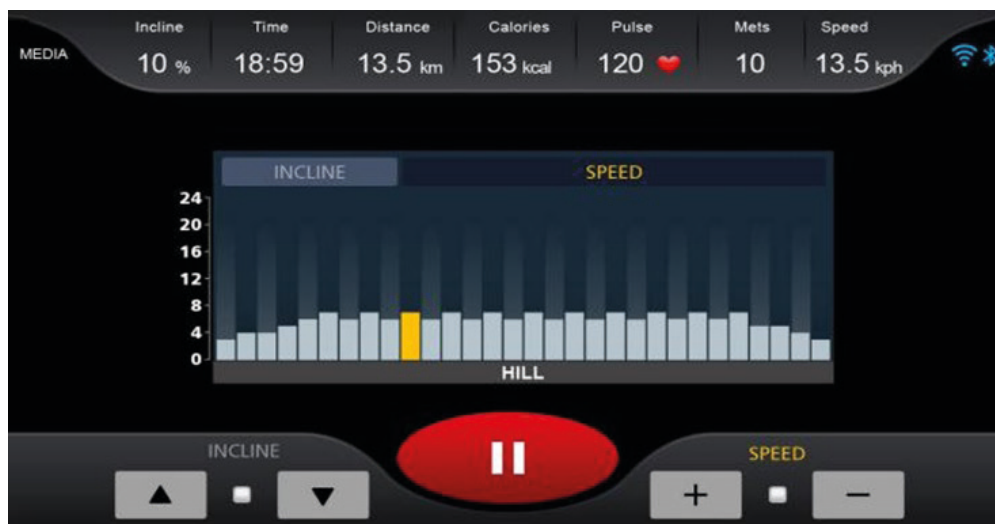 MEDIA
Incline Time Distance Calories Pulse Mets Speed
10 % 18:59 13.5 km 153 kcal 120 10 13.5 kph
INCLINE SPEED
24
20
16
12
8
4
0
HILL
INCLINE SPEED
+ −